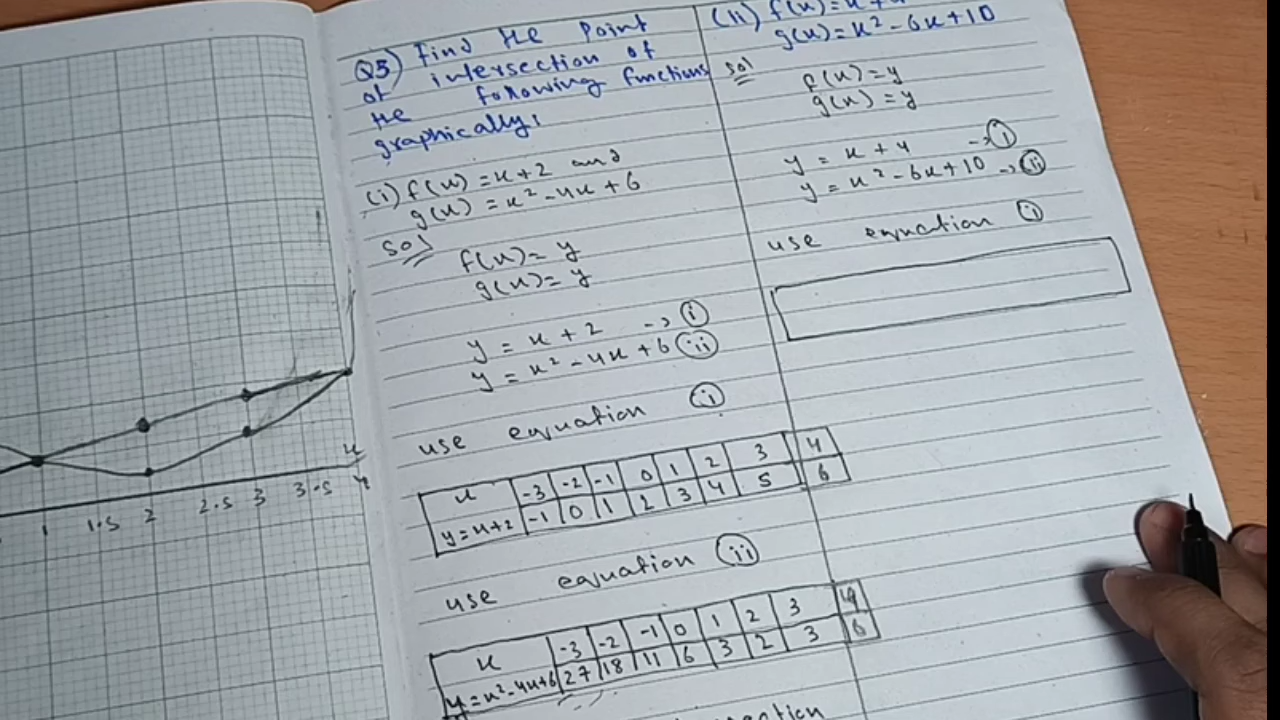 Q5) Find the Point
of intersection of
the following functions
graphically:
(i) f(x) = x+2 and
g(x) = x² - 4x + 6
Sol
f(x) = y
g(x) = y
y = x + 2 -> (i)
y = x² - 4x + 6 (ii)
use equation (i)
x -3 -2 -1 0 1 2 3 4
y = x+2 -1 0 1 2 3 4 5 6
use equation (ii)
x -3 -2 -1 0 1 2 3 4
y = x² - 4x + 6 27 18 11 6 3 2 3 6
(ii) f(x) = x + 4
g(x) = x² - 6x + 10
Sol
f(x) = y
g(x) = y
y = x + 4 -> (i)
y = x² - 6x + 10 -> (ii)
use equation (i)
x
1 1.5 2 2.5 3 3.5 4